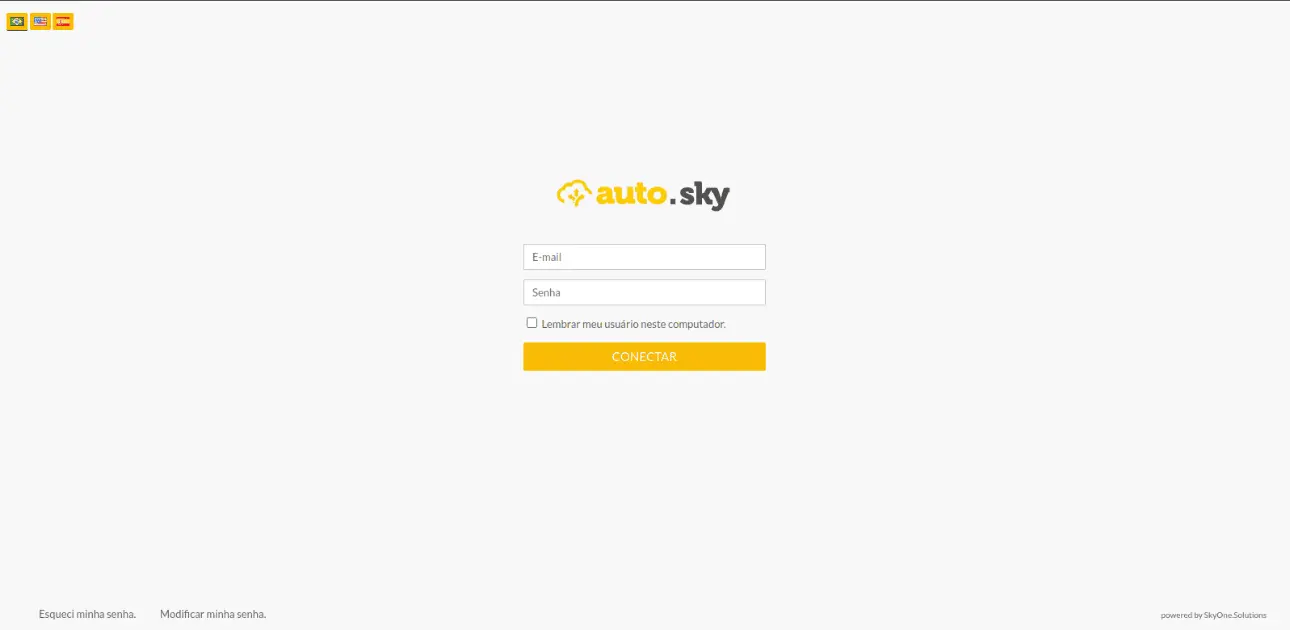 auto.sky
E-mail
Senha
Lembrar meu usuário neste computador.
CONECTAR
Esqueci minha senha. Modificar minha senha.
powered by SkyOne.Solutions